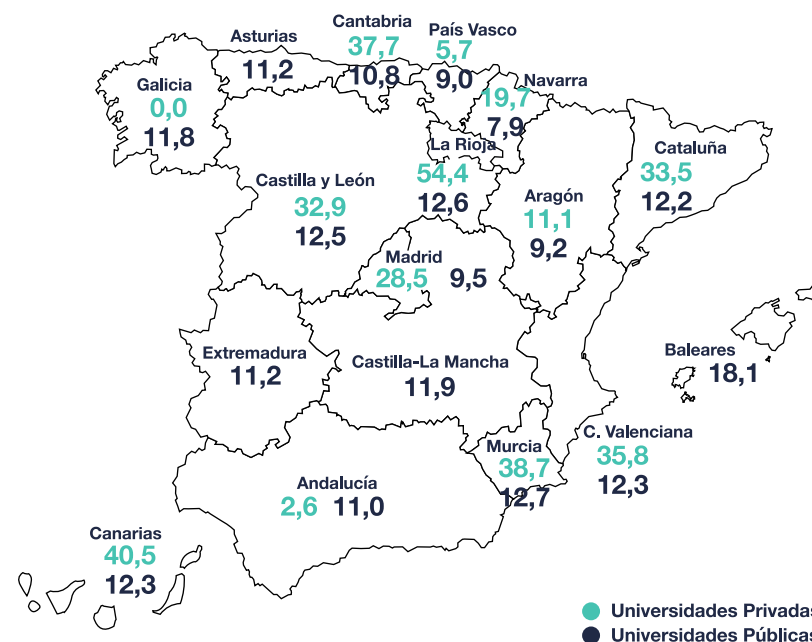 Cantabria
37,7
10,8
País Vasco
5,7
9,0
Asturias
11,2
Galicia
0,0
11,8
Navarra
19,7
7,9
La Rioja
54,4
12,6
Cataluña
33,5
12,2
Castilla y León
32,9
12,5
Aragón
11,1
9,2
Madrid
28,5 9,5
Extremadura
11,2
Castilla-La Mancha
11,9
Baleares
18,1
C. Valenciana
35,8
12,3
Murcia
38,7
12,7
Andalucía
2,6 11,0
Canarias
40,5
12,3
Universidades Privadas
Universidades Públicas